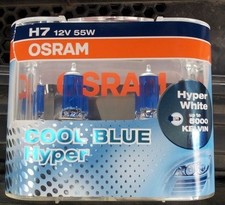 H7 12V 55W
OSRAM
OSRAM
Hyper
White
up to
5000
KELVIN
COOL BLUE
Hyper